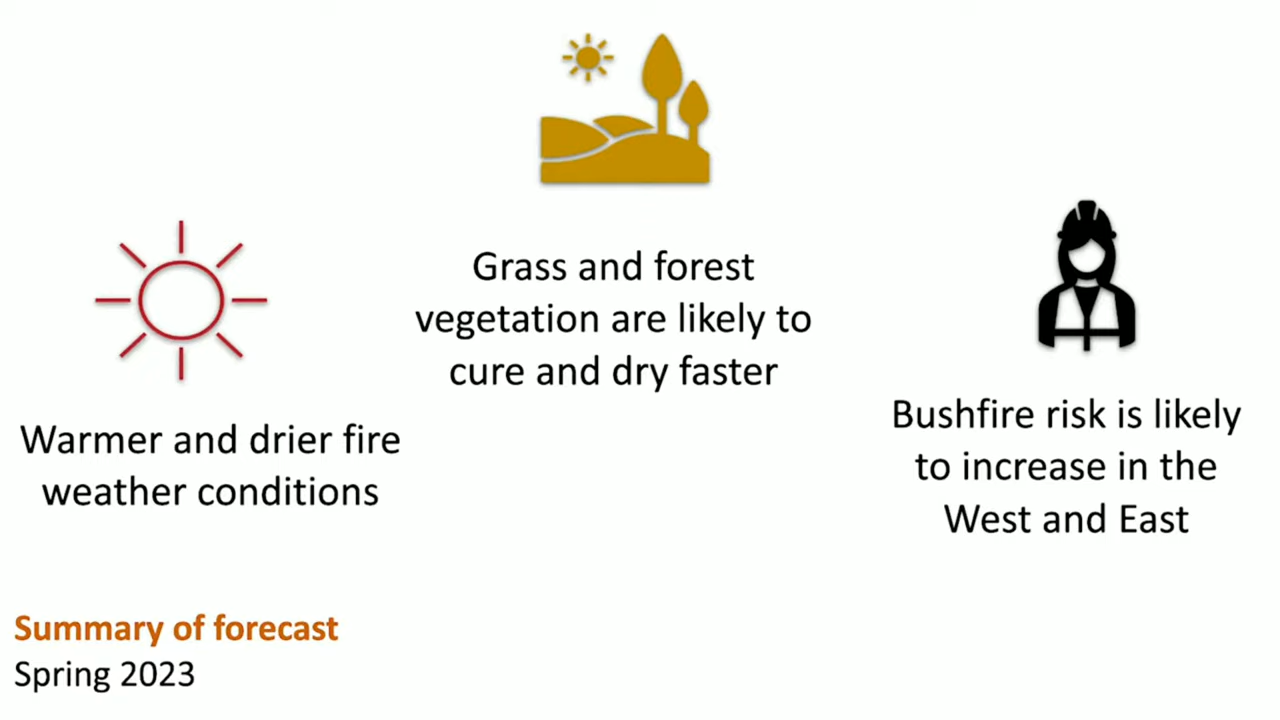 Warmer and drier fire
weather conditions
Grass and forest
vegetation are likely to
cure and dry faster
Bushfire risk is likely
to increase in the
West and East
Summary of forecast
Spring 2023